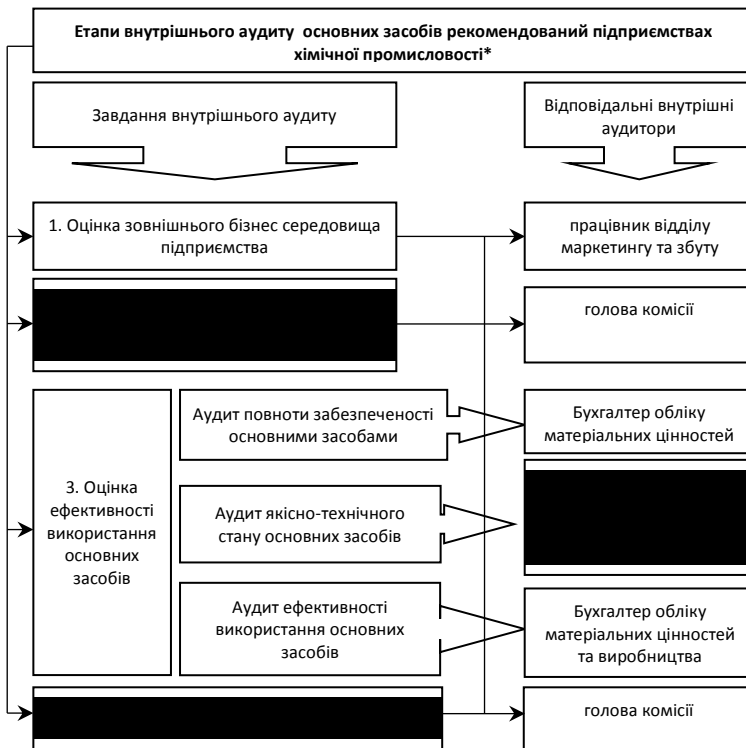 Етапи внутрішнього аудиту основних засобів рекомендований підприємствах
хімічної промисловості*
Завдання внутрішнього аудиту
Відповідальні внутрішні
аудитори
1. Оцінка зовнішнього бізнес середовища
підприємства
працівник відділу
маркетингу та збуту
голова комісії
3. Оцінка
ефективності
використання
основних
засобів
Аудит повноти забезпеченості
основними засобами
Бухгалтер обліку
матеріальних цінностей
Аудит якісно-технічного
стану основних засобів
Аудит ефективності
використання основних
засобів
Бухгалтер обліку
матеріальних цінностей
та виробництва
голова комісії